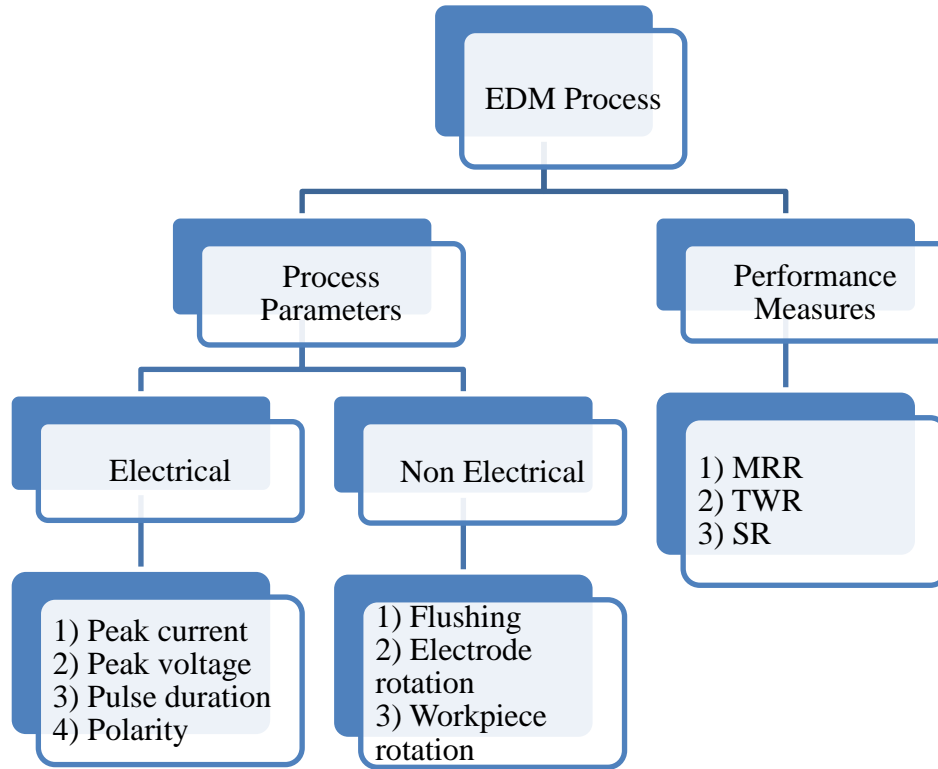 EDM Process
Process
Parameters
Performance
Measures
Electrical
Non Electrical
1) MRR
2) TWR
3) SR
1) Peak current
2) Peak voltage
3) Pulse duration
4) Polarity
1) Flushing
2) Electrode
rotation
3) Workpiece
rotation